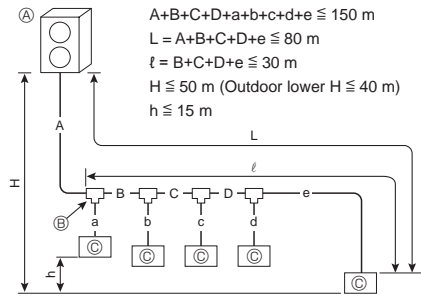 Ⓐ
A+B+C+D+a+b+c+d+e ≦ 150 m
L = A+B+C+D+e ≦ 80 m
ℓ = B+C+D+e ≦ 30 m
H ≦ 50 m (Outdoor lower H ≦ 40 m)
h ≦ 15 m
A
L
H
ℓ
B C D e
Ⓑ a b c d
Ⓒ Ⓒ Ⓒ Ⓒ
h
Ⓒ